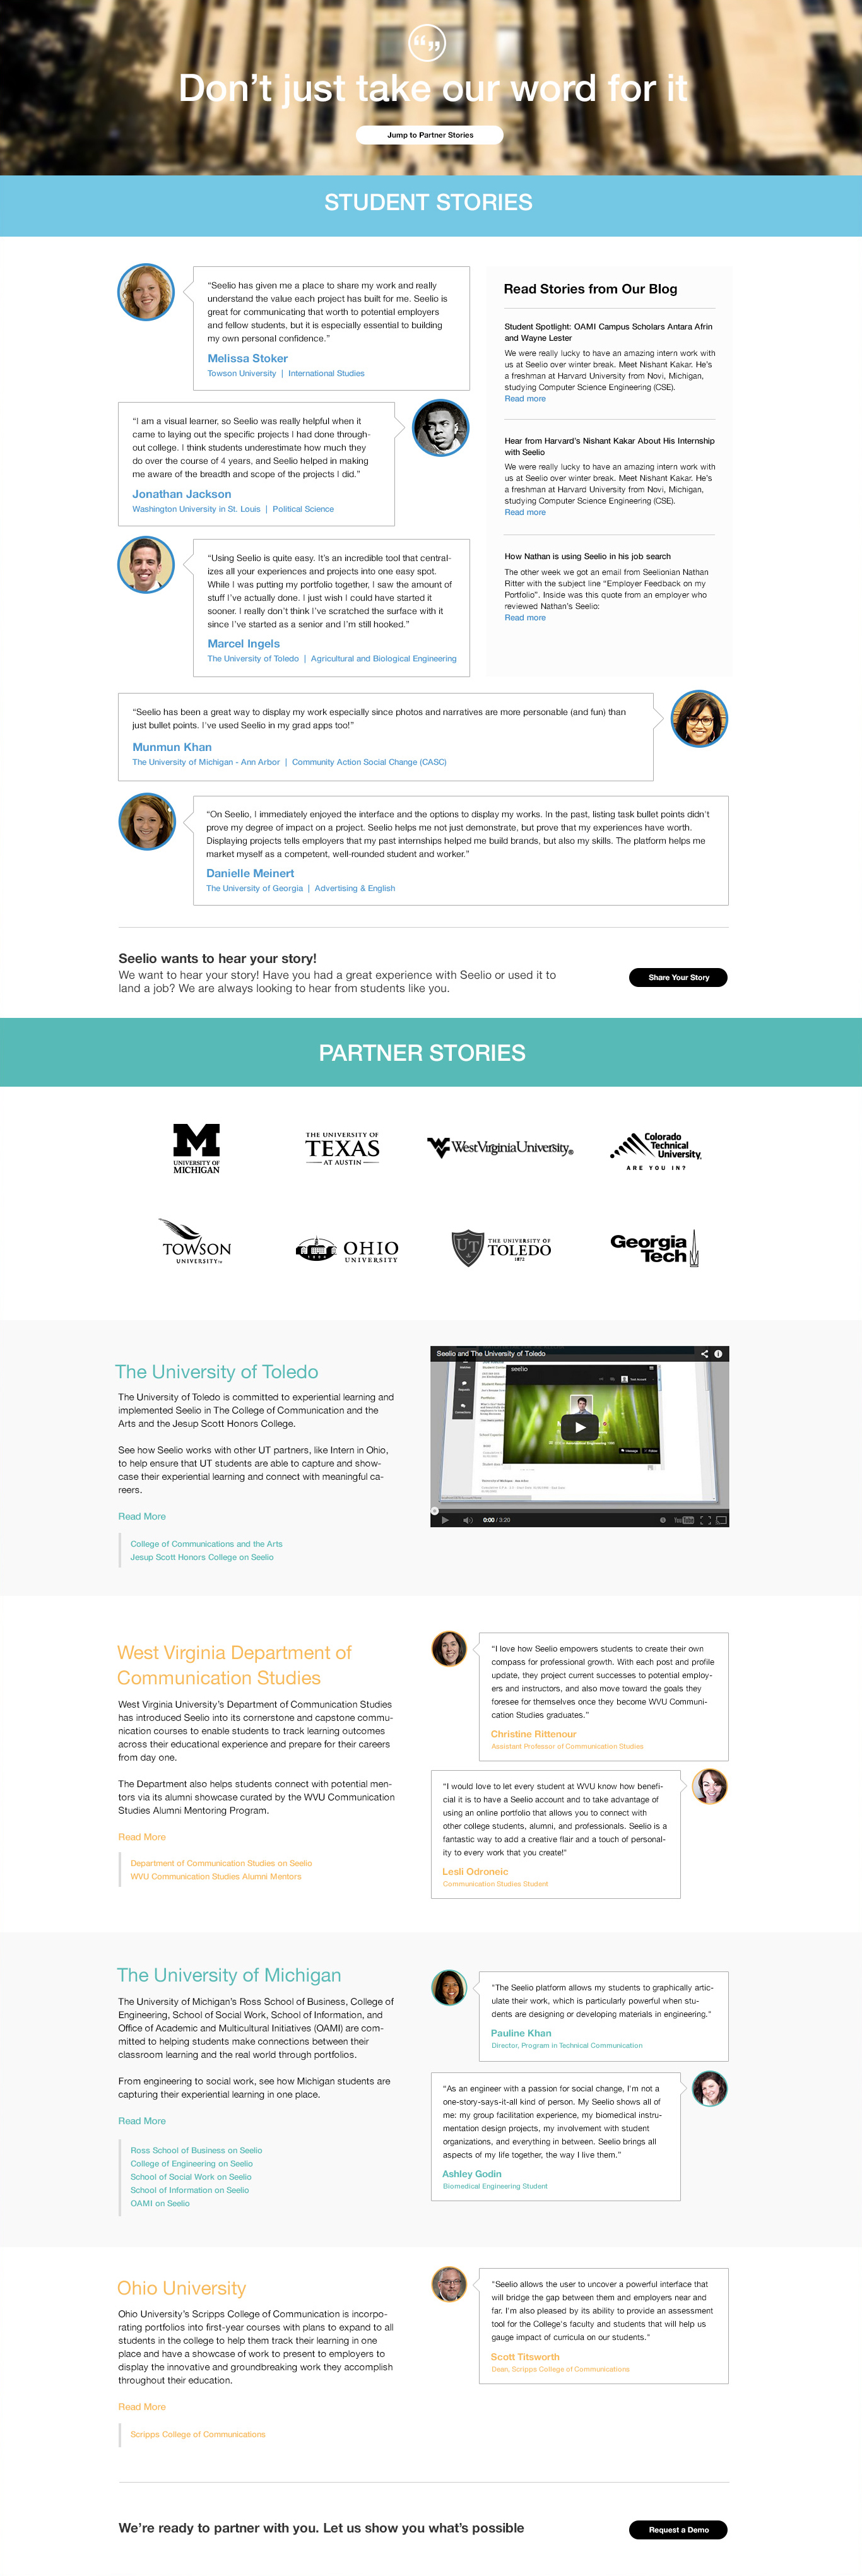 Don't just take our word for it
Jump to Partner Stories
STUDENT STORIES
“Seelio has given me a place to share my work and really
understand the value each project has built for me. Seelio is
great for communicating that worth to potential employers
and fellow students, but it is especially essential to building
my own personal confidence.”
Melissa Stoker
Towson University | International Studies
“I am a visual learner, so Seelio was really helpful when it
came to laying out the specific projects I had done through-
out college. I think students underestimate how much they
do over the course of 4 years, and Seelio helped in making
me aware of the breadth and scope of the projects I did.”
Jonathan Jackson
Washington University in St. Louis | Political Science
“Using Seelio is quite easy. It's an incredible tool that central-
izes all your experiences and projects into one easy spot.
While I was putting my portfolio together, I saw the amount of
stuff I've actually done. I just wish I could have started it
sooner. I really don't think I've scratched the surface with it
since I've started as a senior and I'm still hooked.”
Marcel Ingels
The University of Toledo | Agricultural and Biological Engineering
Read Stories from Our Blog
Student Spotlight: OAMI Campus Scholars Antara Afrin
and Wayne Lester
We were really lucky to have an amazing intern work with
us at Seelio over winter break. Meet Nishant Kakar. He's
a freshman at Harvard University from Novi, Michigan,
studying Computer Science Engineering (CSE).
Read more
Hear from Harvard's Nishant Kakar About His Internship
with Seelio
We were really lucky to have an amazing intern work with
us at Seelio over winter break. Meet Nishant Kakar. He's
a freshman at Harvard University from Novi, Michigan,
studying Computer Science Engineering (CSE).
Read more
How Nathan is using Seelio in his job search
The other week we got an email from Seelionian Nathan
Ritter with the subject line “Employer Feedback on my
Portfolio”. Inside was this quote from an employer who
reviewed Nathan's Seelio:
Read more
“Seelio has been a great way to display my work especially since photos and narratives are more personable (and fun) than
just bullet points. I've used Seelio in my grad apps too!”
Munmun Khan
The University of Michigan - Ann Arbor | Community Action Social Change (CASC)
“On Seelio, I immediately enjoyed the interface and the options to display my works. In the past, listing task bullet points didn't
prove my degree of impact on a project. Seelio helps me not just demonstrate, but prove that my experiences have worth.
Displaying projects tells employers that my past internships helped me build brands, but also my skills. The platform helps me
market myself as a competent, well-rounded student and worker.”
Danielle Meinert
The University of Georgia | Advertising & English
Seelio wants to hear your story!
We want to hear your story! Have you had a great experience with Seelio or used it to
land a job? We are always looking to hear from students like you.
Share Your Story
PARTNER STORIES
M
UNIVERSITY OF
MICHIGAN
THE UNIVERSITY OF
TEXAS
AT AUSTIN
WestVirginiaUniversity®
Colorado
Technical
University
ARE YOU IN?
TOWSON
UNIVERSITY™
OHIO
UNIVERSITY
UT
THE UNIVERSITY OF
TOLEDO
1872
Georgia
Tech
The University of Toledo
The University of Toledo is committed to experiential learning and
implemented Seelio in The College of Communication and the
Arts and the Jesup Scott Honors College.
See how Seelio works with other UT partners, like Intern in Ohio,
to help ensure that UT students are able to capture and show-
case their experiential learning and connect with meaningful ca-
reers.
Read More
College of Communications and the Arts
Jesup Scott Honors College on Seelio
Seelio and The University of Toledo
seelio
0:00 / 3:20
YouTube
West Virginia Department of
Communication Studies
West Virginia University's Department of Communication Studies
has introduced Seelio into its cornerstone and capstone commu-
nication courses to enable students to track learning outcomes
across their educational experience and prepare for their careers
from day one.
The Department also helps students connect with potential men-
tors via its alumni showcase curated by the WVU Communication
Studies Alumni Mentoring Program.
Read More
Department of Communication Studies on Seelio
WVU Communication Studies Alumni Mentors
“I love how Seelio empowers students to create their own
compass for professional growth. With each post and profile
update, they project current successes to potential employ-
ers and instructors, and also move toward the goals they
foresee for themselves once they become WVU Communi-
cation Studies graduates.”
Christine Rittenour
Assistant Professor of Communication Studies
“I would love to let every student at WVU know how benefi-
cial it is to have a Seelio account and to take advantage of
using an online portfolio that allows you to connect with
other college students, alumni, and professionals. Seelio is a
fantastic way to add a creative flair and a touch of personal-
ity to every work that you create!”
Lesli Odroneic
Communication Studies Student
The University of Michigan
The University of Michigan's Ross School of Business, College of
Engineering, School of Social Work, School of Information, and
Office of Academic and Multicultural Initiatives (OAMI) are com-
mitted to helping students make connections between their
classroom learning and the real world through portfolios.
From engineering to social work, see how Michigan students are
capturing their experiential learning in one place.
Read More
Ross School of Business on Seelio
College of Engineering on Seelio
School of Social Work on Seelio
School of Information on Seelio
OAMI on Seelio
“The Seelio platform allows my students to graphically artic-
ulate their work, which is particularly powerful when stu-
dents are designing or developing materials in engineering.”
Pauline Khan
Director, Program in Technical Communication
“As an engineer with a passion for social change, I'm not a
one-story-says-it-all kind of person. My Seelio shows all of
me: my group facilitation experience, my biomedical instru-
mentation design projects, my involvement with student
organizations, and everything in between. Seelio brings all
aspects of my life together, the way I live them.”
Ashley Godin
Biomedical Engineering Student
Ohio University
Ohio University's Scripps College of Communication is incorpo-
rating portfolios into first-year courses with plans to expand to all
students in the college to help them track their learning in one
place and have a showcase of work to present to employers to
display the innovative and groundbreaking work they accomplish
throughout their education.
Read More
Scripps College of Communications
“Seelio allows the user to uncover a powerful interface that
will bridge the gap between them and employers near and
far. I'm also pleased by its ability to provide an assessment
tool for the College's faculty and students that will help us
gauge impact of curricula on our students.”
Scott Titsworth
Dean, Scripps College of Communications
We're ready to partner with you. Let us show you what's possible
Request a Demo